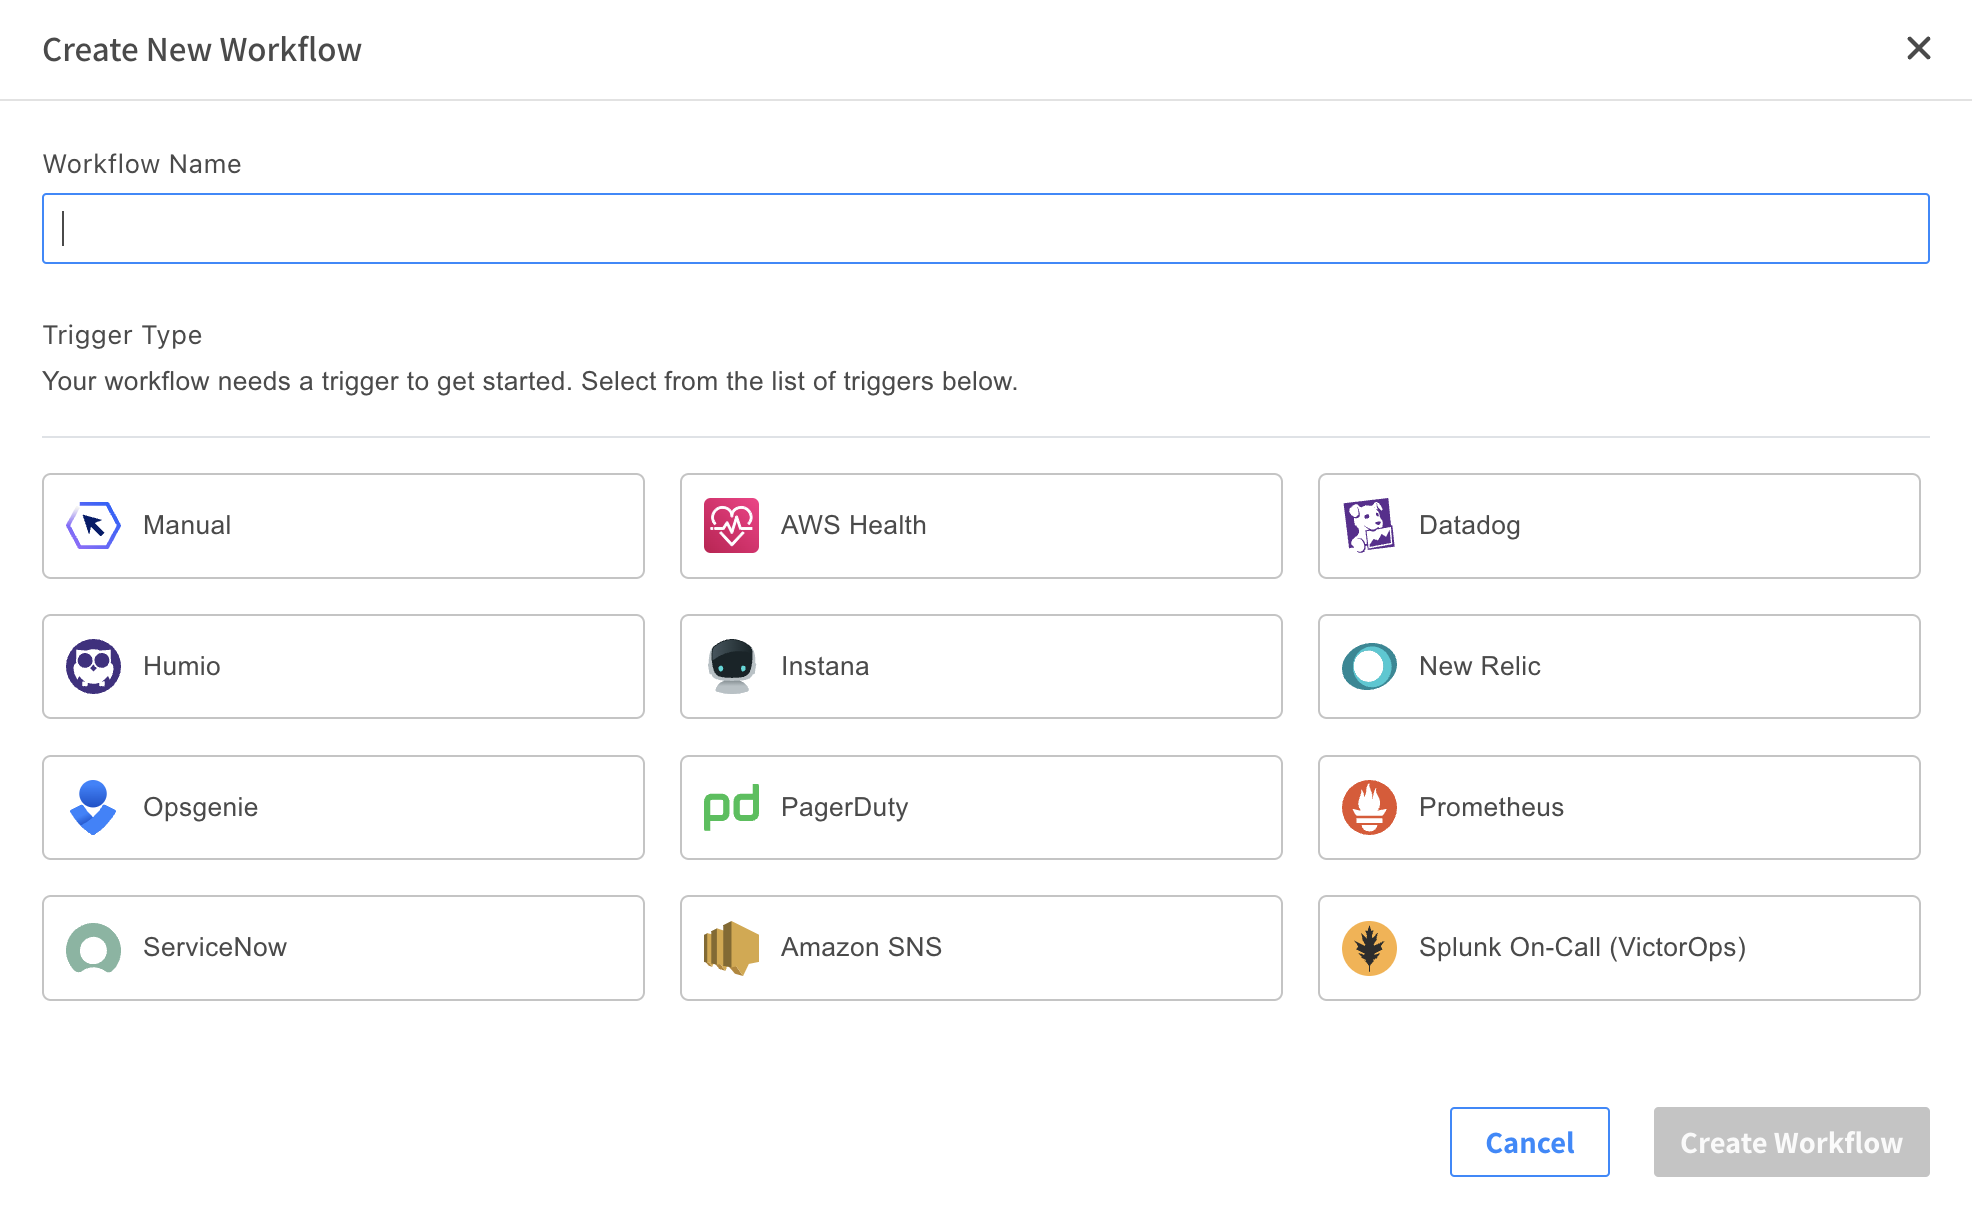 Create New Workflow
Workflow Name
Trigger Type
Your workflow needs a trigger to get started. Select from the list of triggers below.
Manual
AWS Health
Datadog
Humio
Instana
New Relic
Opsgenie
pd
PagerDuty
Prometheus
ServiceNow
Amazon SNS
Splunk On-Call (VictorOps)
Cancel
Create Workflow